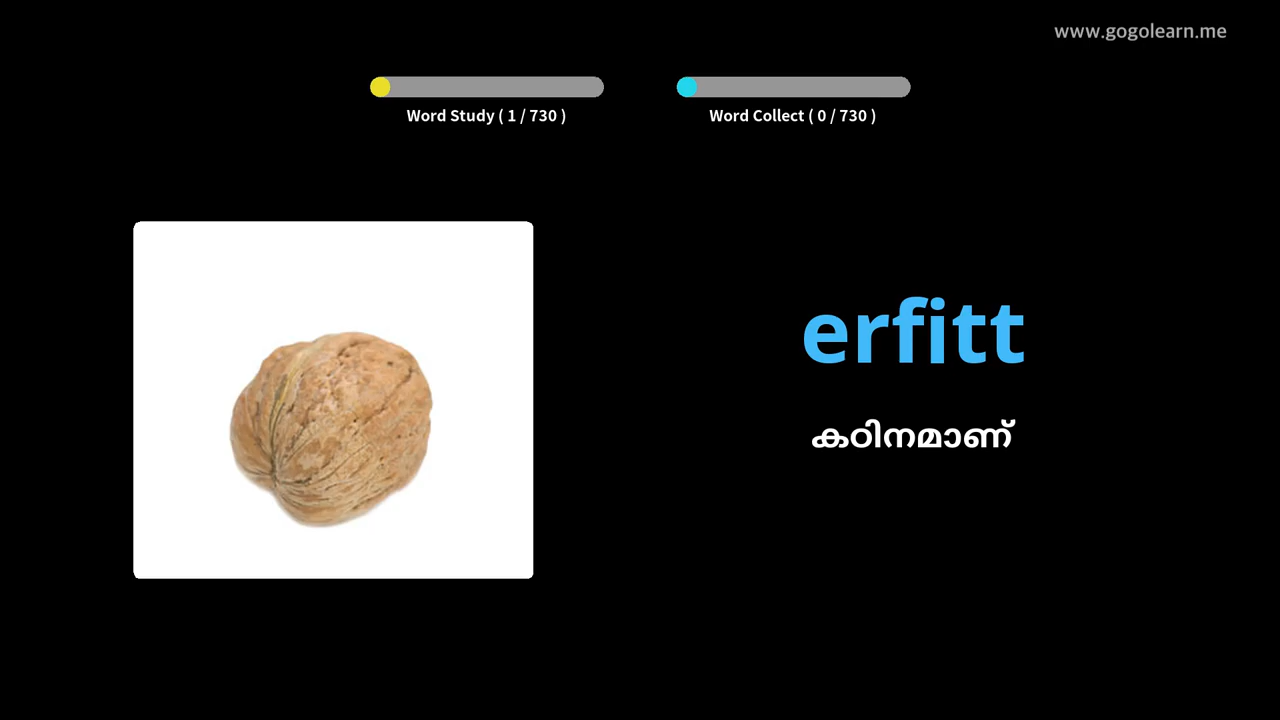 www.gogolearn.me
Word Study ( 1 / 730 )
Word Collect ( 0 / 730 )
erfitt
കഠിനമാണ്